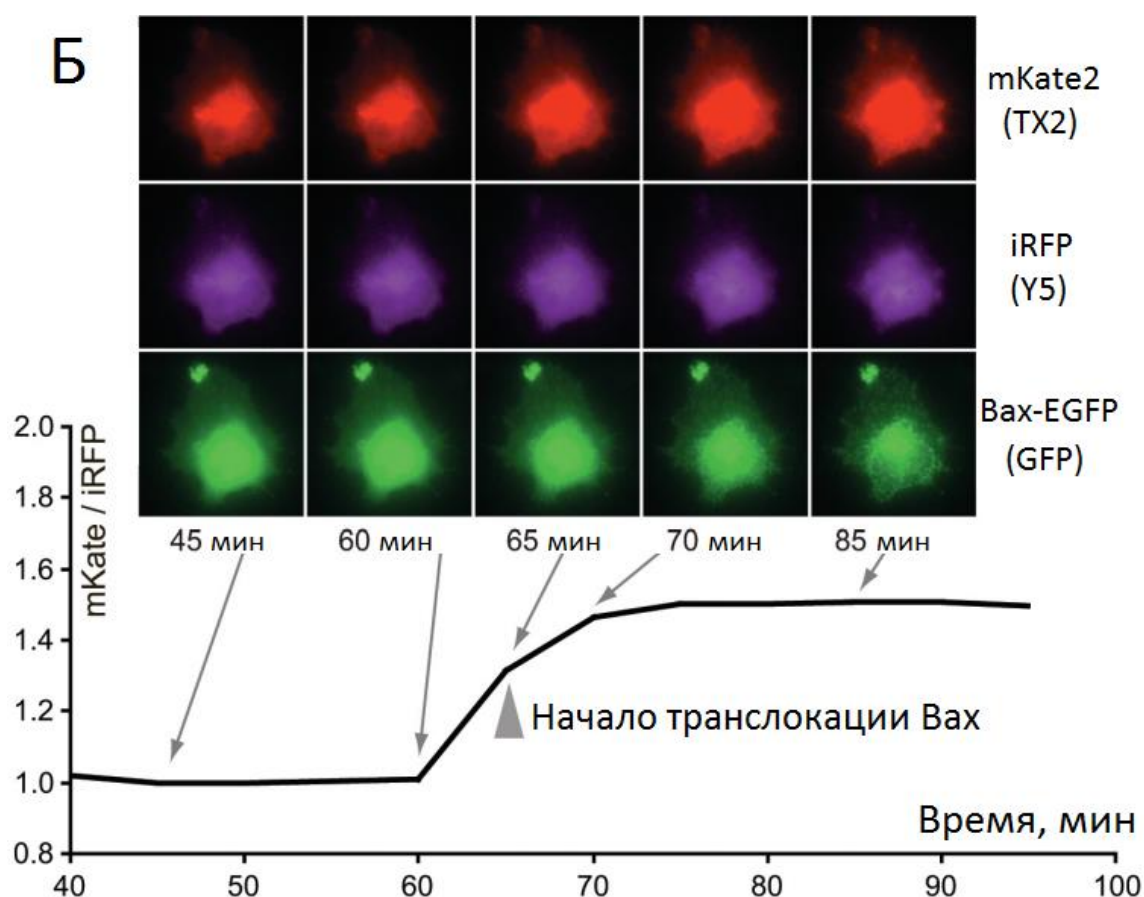 Б
mKate2
(TX2)
iRFP
(Y5)
Bax-EGFP
(GFP)
45 мин
60 мин
65 мин
70 мин
85 мин
mKate / iRFP
2.0
1.8
1.6
1.4
1.2
1.0
0.8
Начало транслокации Bax
Время, мин
40
50
60
70
80
90
100